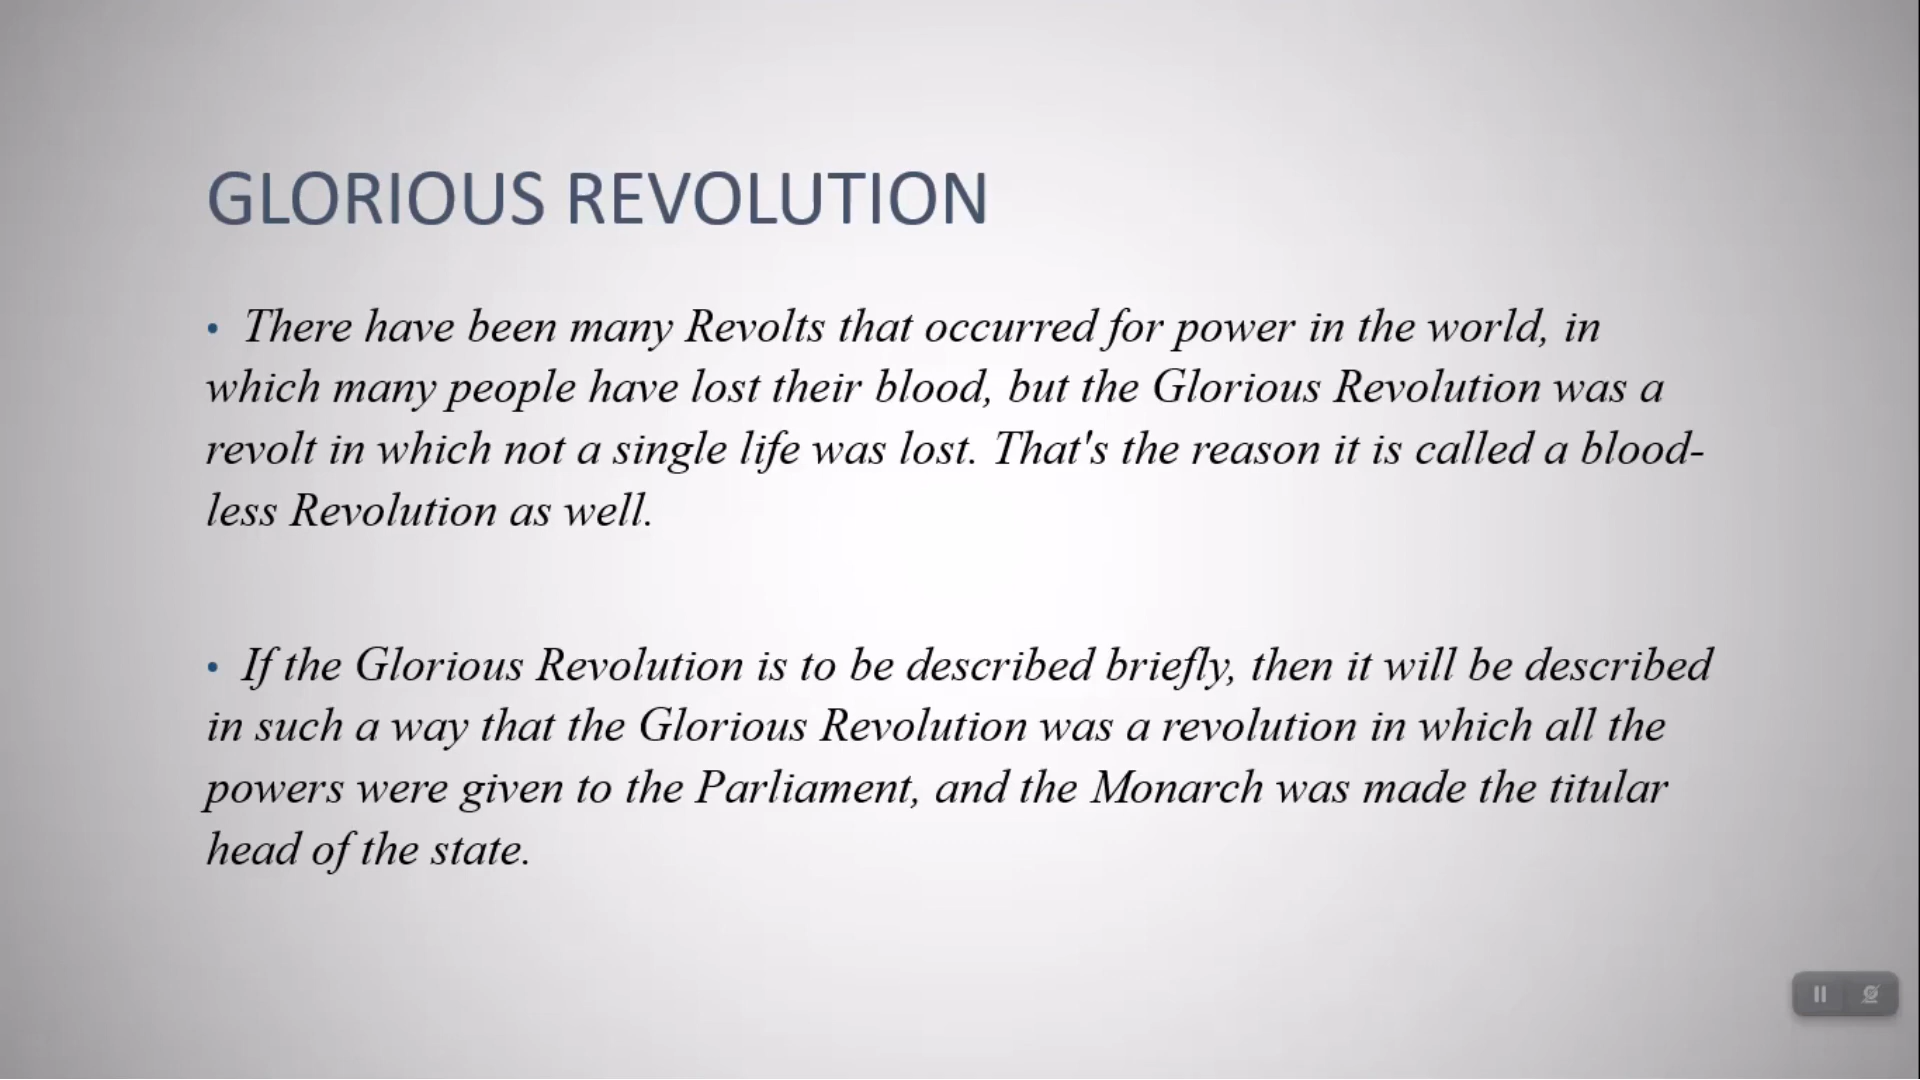 GLORIOUS REVOLUTION
• There have been many Revolts that occurred for power in the world, in
which many people have lost their blood, but the Glorious Revolution was a
revolt in which not a single life was lost. That's the reason it is called a blood-
less Revolution as well.
• If the Glorious Revolution is to be described briefly, then it will be described
in such a way that the Glorious Revolution was a revolution in which all the
powers were given to the Parliament, and the Monarch was made the titular
head of the state.